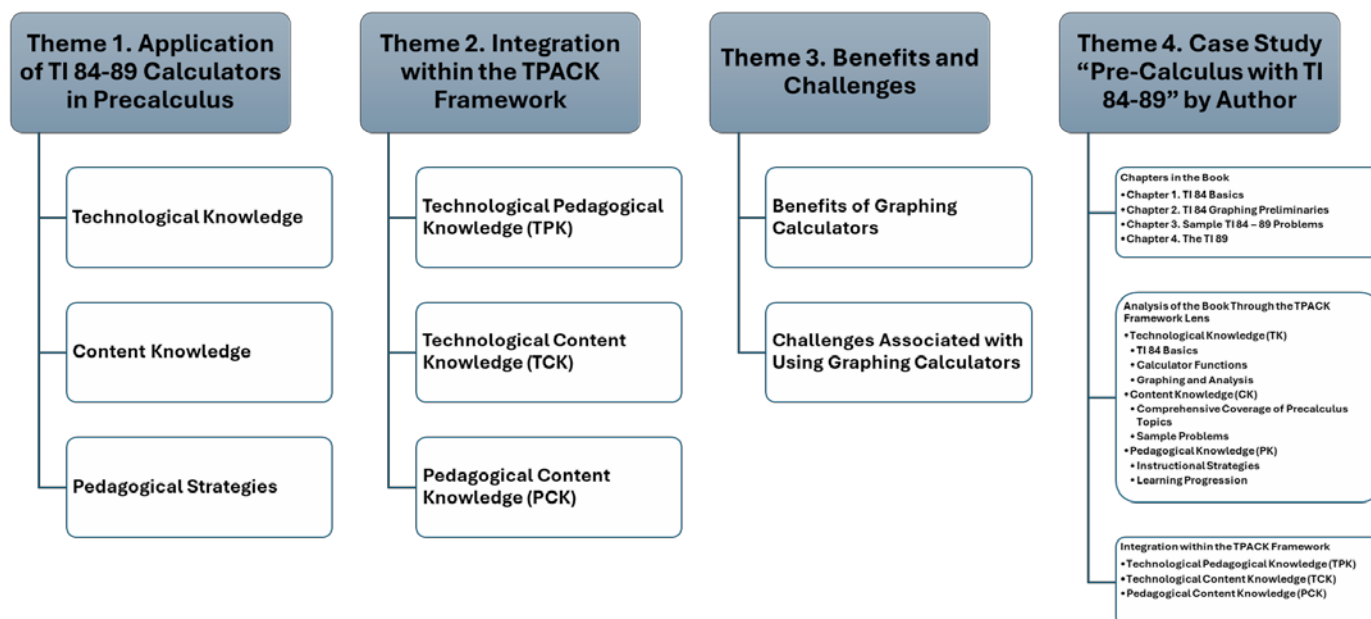 Theme 1. Application
of TI 84-89 Calculators
in Precalculus
Technological Knowledge
Content Knowledge
Pedagogical Strategies
Theme 2. Integration
within the TPACK
Framework
Technological Pedagogical
Knowledge (TPK)
Technological Content
Knowledge (TCK)
Pedagogical Content
Knowledge (PCK)
Theme 3. Benefits and
Challenges
Benefits of Graphing
Calculators
Challenges Associated with
Using Graphing Calculators
Theme 4. Case Study
“Pre-Calculus with TI
84-89” by Author
Chapters in the Book
•Chapter 1. TI 84 Basics
•Chapter 2. TI 84 Graphing Preliminaries
•Chapter 3. Sample TI 84 – 89 Problems
•Chapter 4. The TI 89
Analysis of the Book Through the TPACK
Framework Lens
•Technological Knowledge (TK)
•TI 84 Basics
•Calculator Functions
•Graphing and Analysis
•Content Knowledge (CK)
•Comprehensive Coverage of Precalculus
Topics
•Sample Problems
•Pedagogical Knowledge (PK)
•Instructional Strategies
•Learning Progression
Integration within the TPACK Framework
•Technological Pedagogical Knowledge (TPK)
•Technological Content Knowledge (TCK)
•Pedagogical Content Knowledge (PCK)